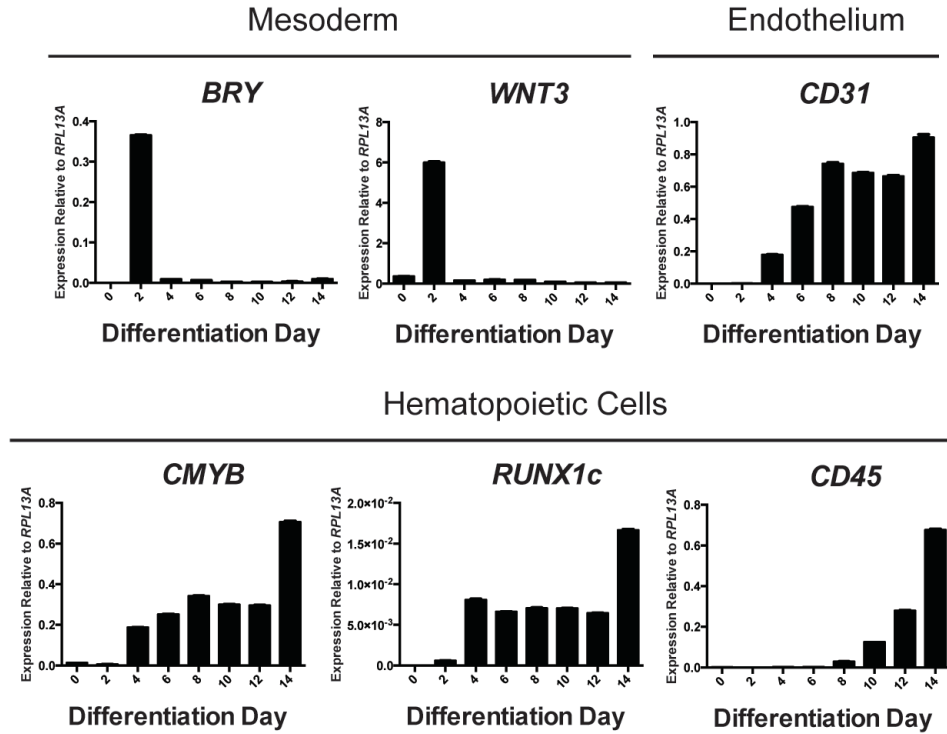 Mesoderm
Endothelium
BRY
WNT3
CD31
Expression Relative to RPL13A
0.4
0.3
0.2
0.1
0.0
0 2 4 6 8 10 12 14
Differentiation Day
Expression Relative to RPL13A
8
6
4
2
0
0 2 4 6 8 10 12 14
Differentiation Day
Expression Relative to RPL13A
1.0
0.8
0.6
0.4
0.2
0.0
0 2 4 6 8 10 12 14
Differentiation Day
Hematopoietic Cells
CMYB
RUNX1c
CD45
Expression Relative to RPL13A
0.8
0.6
0.4
0.2
0.0
0 2 4 6 8 10 12 14
Differentiation Day
Expression Relative to RPL13A
2.0×10⁻²
1.5×10⁻²
1.0×10⁻²
5.0×10⁻³
0.0
0 2 4 6 8 10 12 14
Differentiation Day
Expression Relative to RPL13A
0.8
0.6
0.4
0.2
0.0
0 2 4 6 8 10 12 14
Differentiation Day